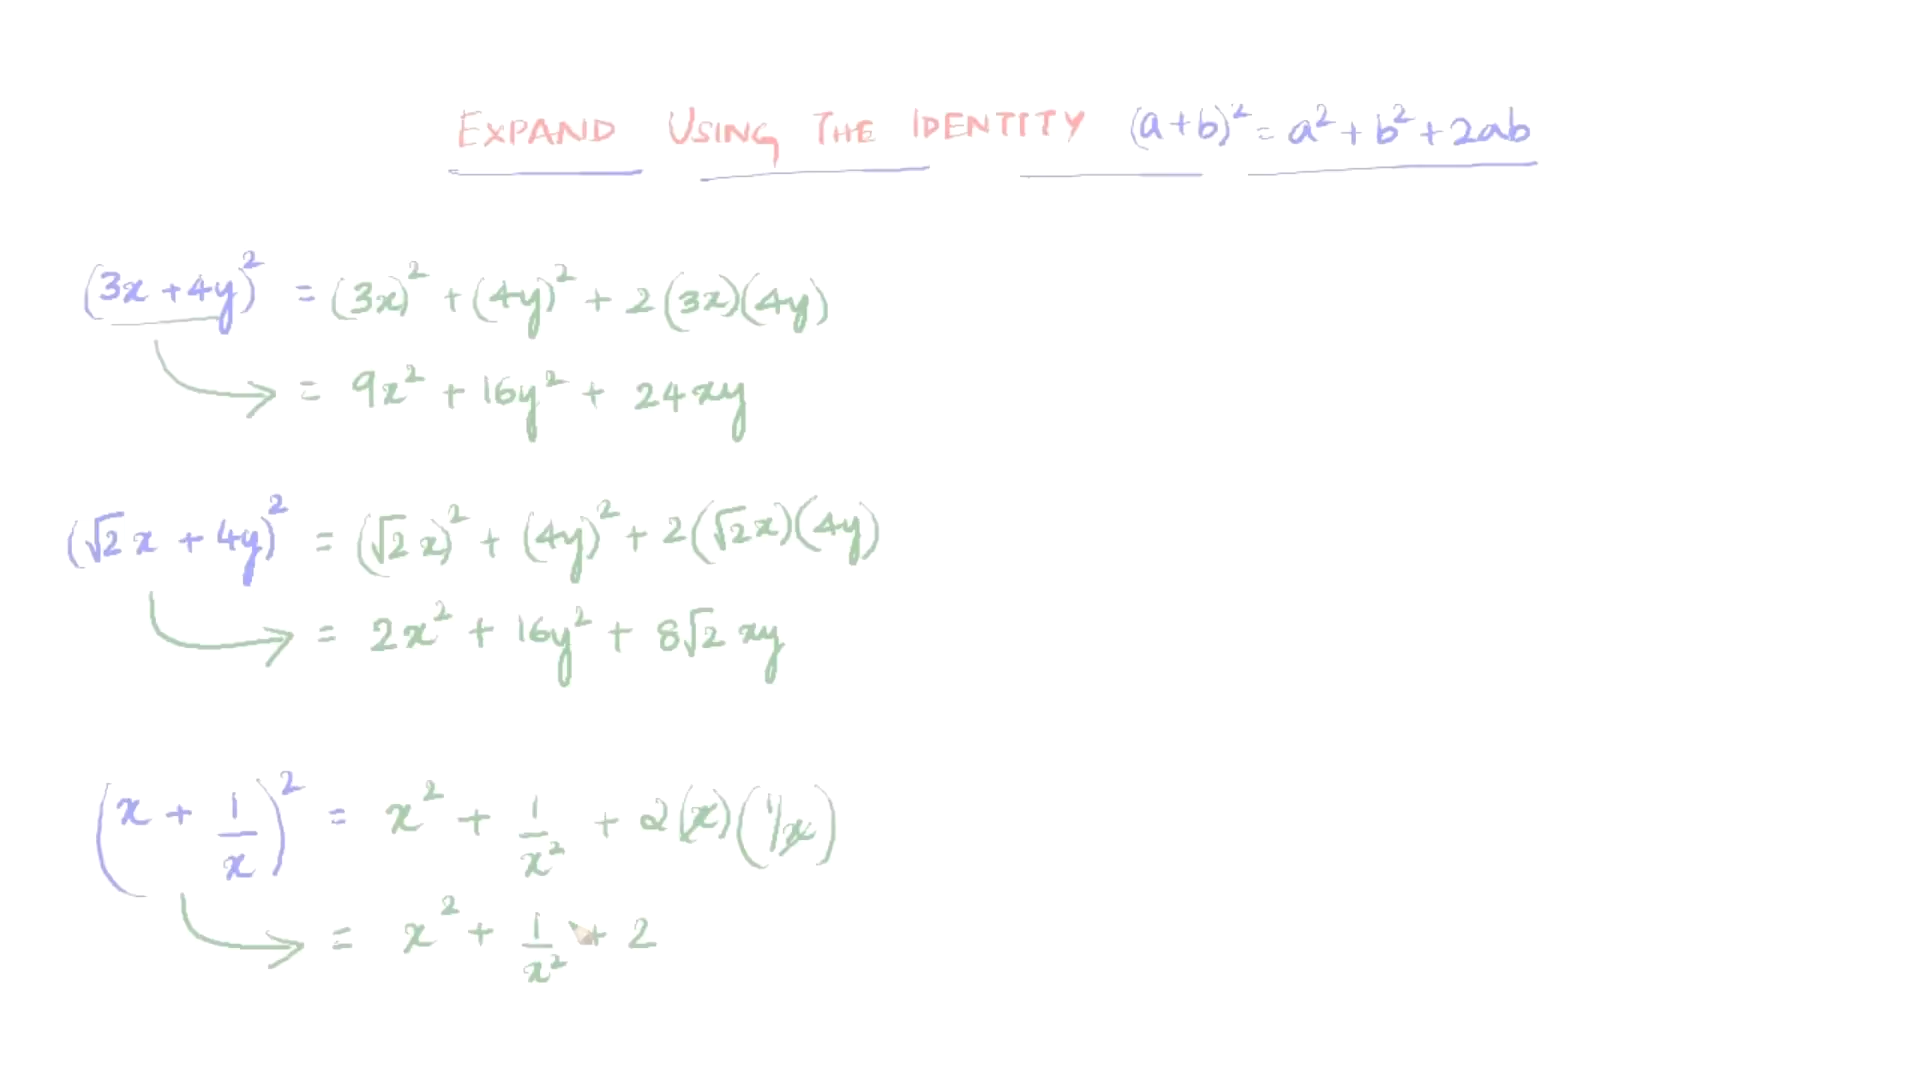 EXPAND USING THE IDENTITY (a+b)² = a² + b² + 2ab
(3x + 4y)² = (3x)² + (4y)² + 2(3x)(4y)
= 9x² + 16y² + 24xy
(√2x + 4y)² = (√2x)² + (4y)² + 2(√2x)(4y)
= 2x² + 16y² + 8√2 xy
(x + 1/x)² = x² + 1/x² + 2(x)(1/x)
= x² + 1/x² + 2